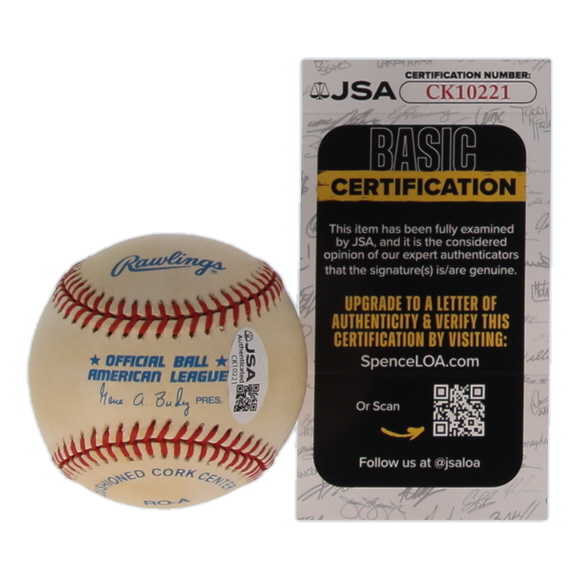 Rawlings
★ OFFICIAL BALL ★
AMERICAN LEAGUE
Gene A. Budig PRES.
CUSHIONED CORK CENTER
RO-A
JSA
Authenticated
CK10221
JSA
CERTIFICATION NUMBER:
CK10221
BASIC
CERTIFICATION
This item has been fully examined
by JSA, and it is the considered
opinion of our expert authenticators
that the signature(s) is/are genuine.
UPGRADE TO A LETTER OF
AUTHENTICITY & VERIFY THIS
CERTIFICATION BY VISITING:
SpenceLOA.com
Or Scan
Follow us at @jsaloa